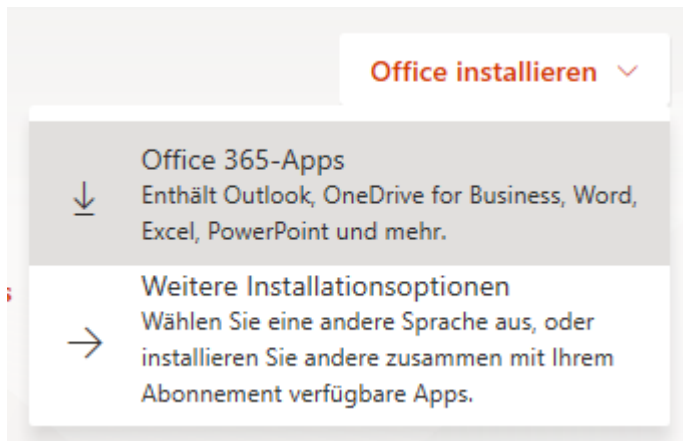 Office installieren
Office 365-Apps
Enthält Outlook, OneDrive for Business, Word,
Excel, PowerPoint und mehr.
Weitere Installationsoptionen
Wählen Sie eine andere Sprache aus, oder
installieren Sie andere zusammen mit Ihrem
Abonnement verfügbare Apps.